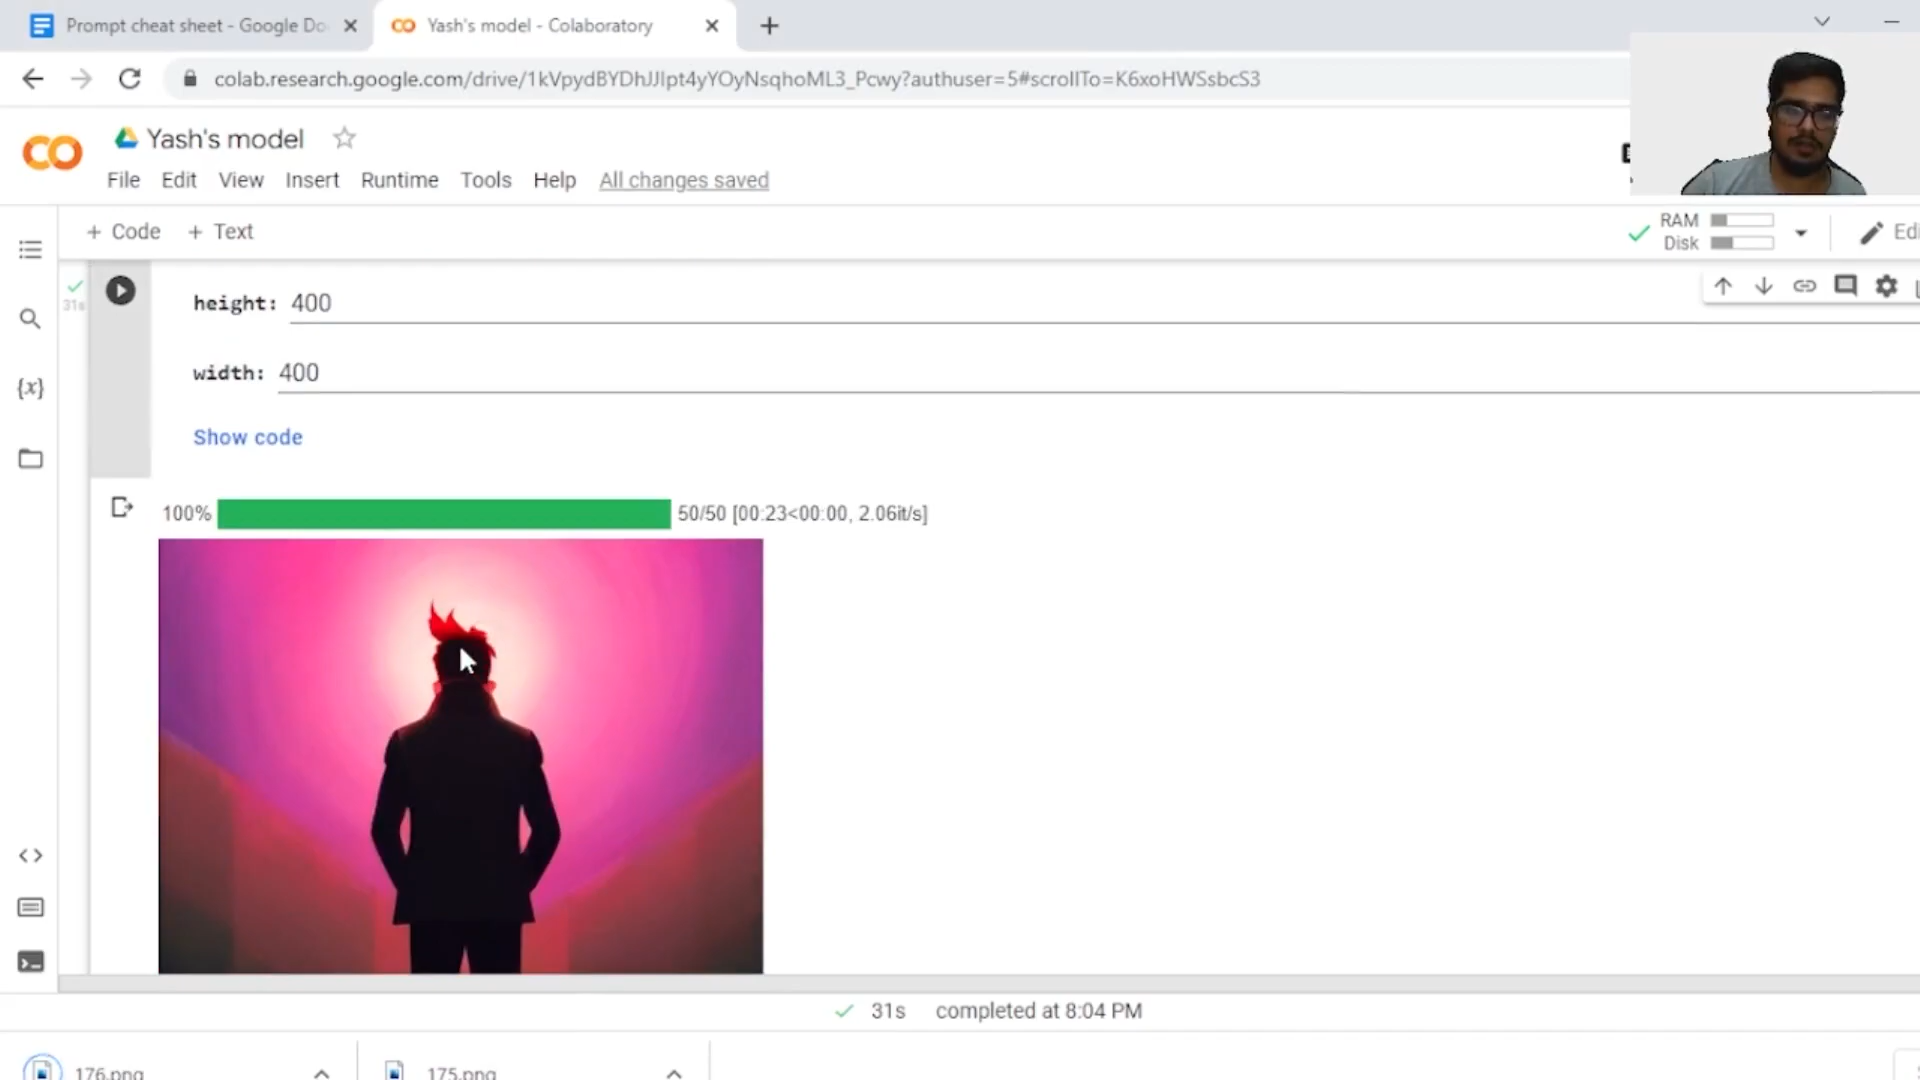 Prompt cheat sheet - Google Do
Yash's model - Colaboratory
colab.research.google.com/drive/1kVpydBYDhJJlpt4yYOyNsqhoML3_Pcwy?authuser=5#scrollTo=K6xoHWSsbcS3
Yash's model
File Edit View Insert Runtime Tools Help All changes saved
+ Code + Text
RAM
Disk
Edi
31s
height: 400
{x}
width: 400
Show code
100% 50/50 [00:23<00:00, 2.06it/s]
31s completed at 8:04 PM
176.png 175.png